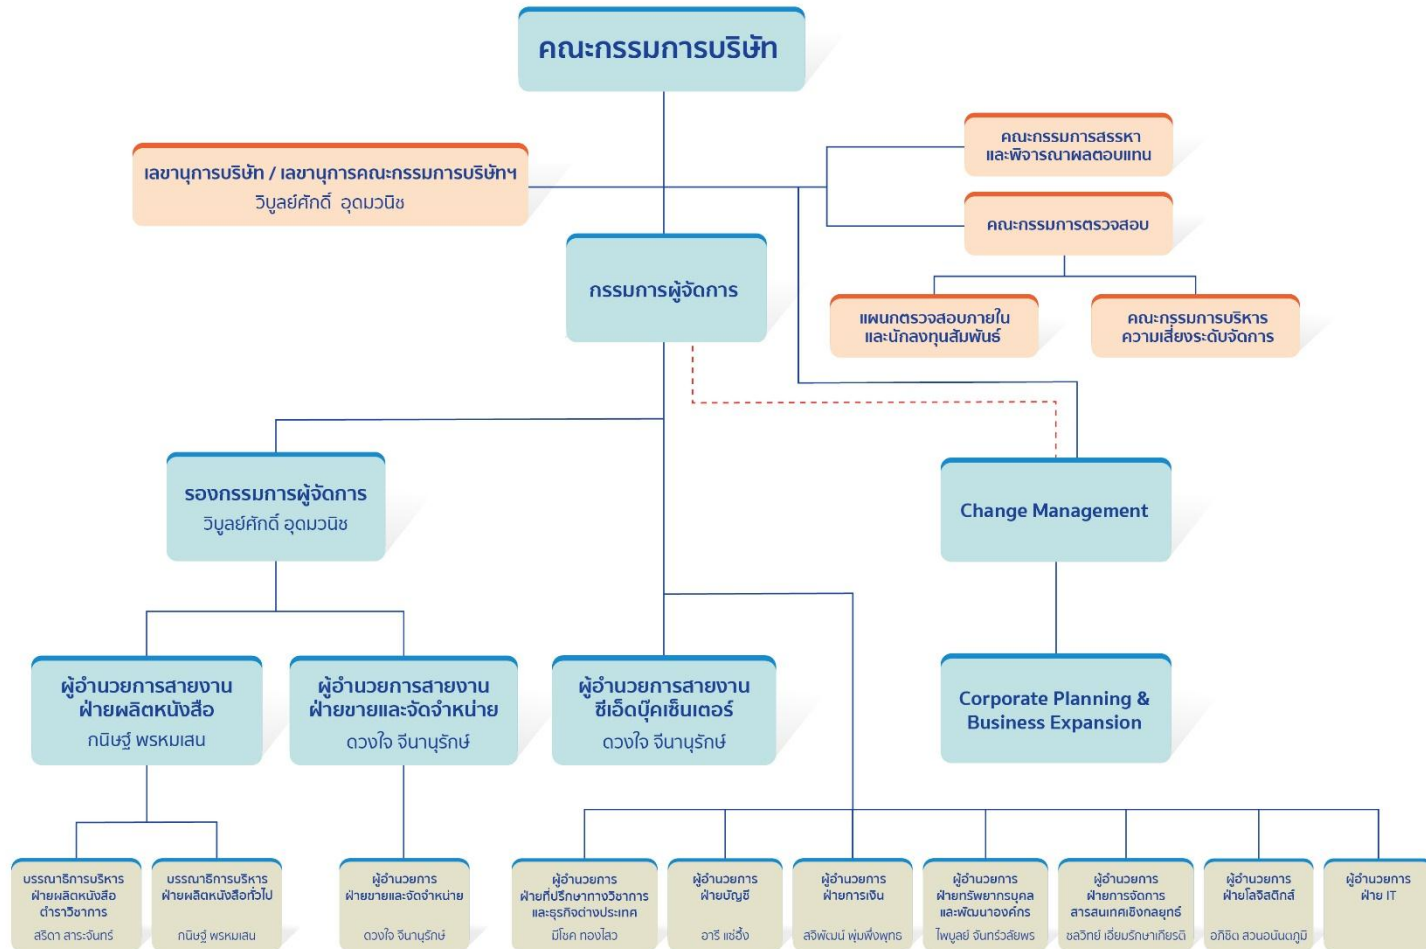 คณะกรรมการบริษัท
เลขานุการบริษัท / เลขานุการคณะกรรมการบริษัทฯ
วิบูลย์ศักดิ์ อุดมวนิช
คณะกรรมการสรรหา
และพิจารณาผลตอบแทน
คณะกรรมการตรวจสอบ
กรรมการผู้จัดการ
แผนกตรวจสอบภายใน
และนักลงทุนสัมพันธ์
คณะกรรมการบริหาร
ความเสี่ยงระดับจัดการ
รองกรรมการผู้จัดการ
วิบูลย์ศักดิ์ อุดมวนิช
Change Management
ผู้อำนวยการสายงาน
ฝ่ายผลิตหนังสือ
กนิษฐ์ พรหมเสน
ผู้อำนวยการสายงาน
ฝ่ายขายและจัดจำหน่าย
ดวงใจ จีนานุรักษ์
ผู้อำนวยการสายงาน
ซีเอ็ดบุ๊คเซ็นเตอร์
ดวงใจ จีนานุรักษ์
Corporate Planning &
Business Expansion
บรรณาธิการบริหาร
ฝ่ายผลิตหนังสือ
ตำราวิชาการ
สริดา สาระจันทร์
บรรณาธิการบริหาร
ฝ่ายผลิตหนังสือทั่วไป
กนิษฐ์ พรหมเสน
ผู้อำนวยการ
ฝ่ายขายและจัดจำหน่าย
ดวงใจ จีนานุรักษ์
ผู้อำนวยการ
ฝ่ายที่ปรึกษาทางวิชาการ
และธุรกิจต่างประเทศ
มีโชค ทองไสว
ผู้อำนวยการ
ฝ่ายบัญชี
อารี แซ่อึ้ง
ผู้อำนวยการ
ฝ่ายการเงิน
สจิพัฒน์ พุ่มพึ่งพุทธ
ผู้อำนวยการ
ฝ่ายทรัพยากรบุคคล
และพัฒนาองค์กร
ไพบูลย์ จันทร์วลัยพร
ผู้อำนวยการ
ฝ่ายการจัดการ
สารสนเทศเชิงกลยุทธ์
ชลวิทย์ เอี่ยมรักษาเกียรติ
ผู้อำนวยการ
ฝ่ายโลจิสติกส์
อภิชิต สวนอนันตภูมิ
ผู้อำนวยการ
ฝ่าย IT